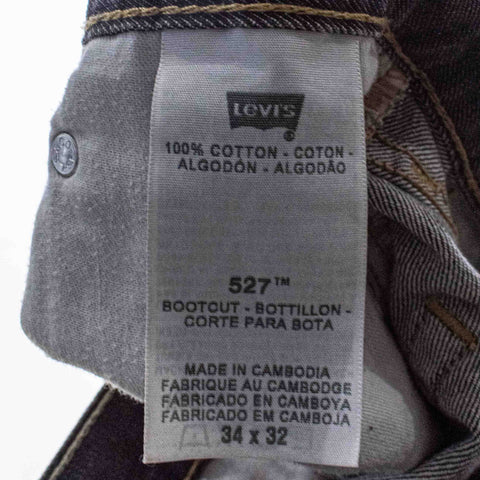 LEVI'S
100% COTTON - COTON -
ALGODÓN - ALGODÃO
527™
BOOTCUT - BOTTILLON -
CORTE PARA BOTA
MADE IN CAMBODIA
FABRIQUE AU CAMBODGE
FABRICADO EN CAMBOYA
FABRICADO EM CAMBOJA
34 x 32